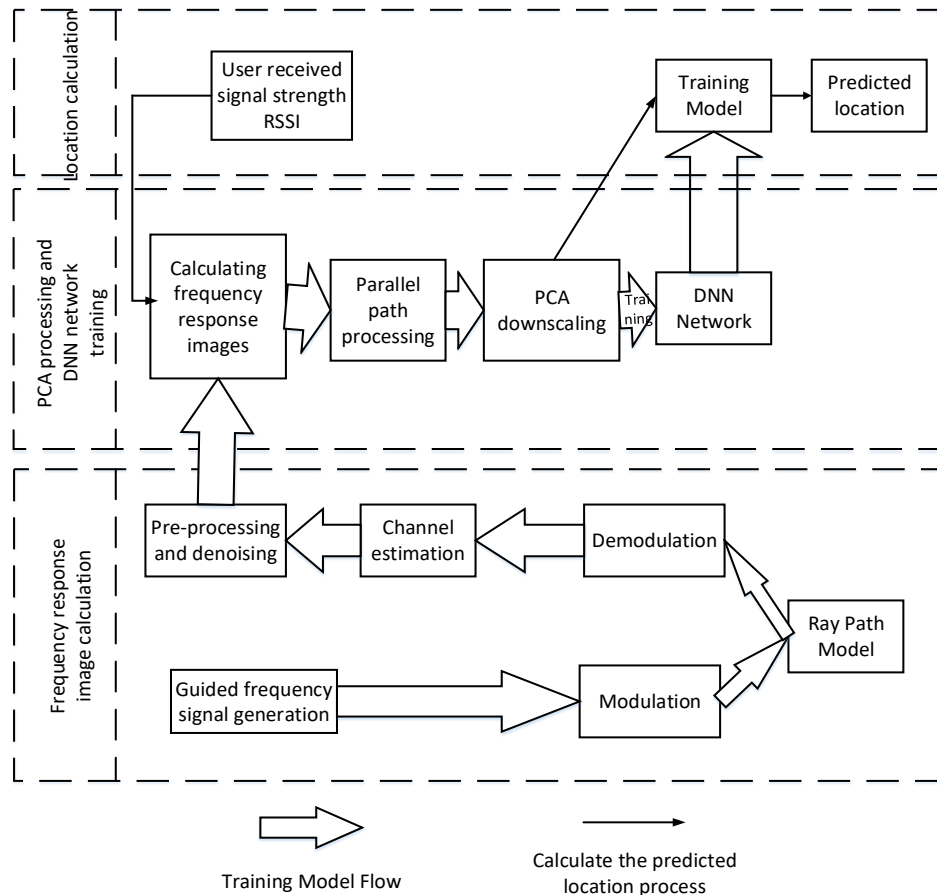 Location calculation
User received
signal strength
RSSI
Training
Model
Predicted
location
PCA processing and
DNN network
training
Calculating
frequency
response
images
Parallel
path
processing
PCA
downscaling
Trai
ning
DNN
Network
Frequency response
image calculation
Pre-processing
and denoising
Channel
estimation
Demodulation
Ray Path
Model
Guided frequency
signal generation
Modulation
Training Model Flow
Calculate the predicted
location process